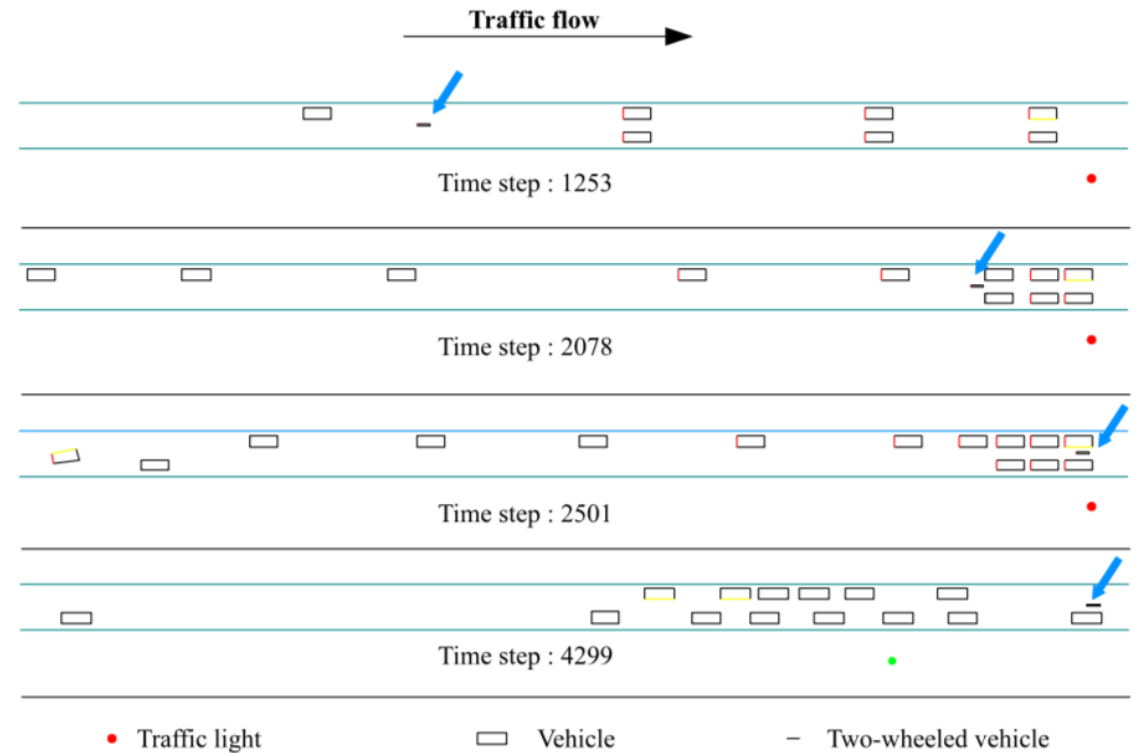 Traffic flow
Time step : 1253
Time step : 2078
Time step : 2501
Time step : 4299
Traffic light Vehicle Two-wheeled vehicle